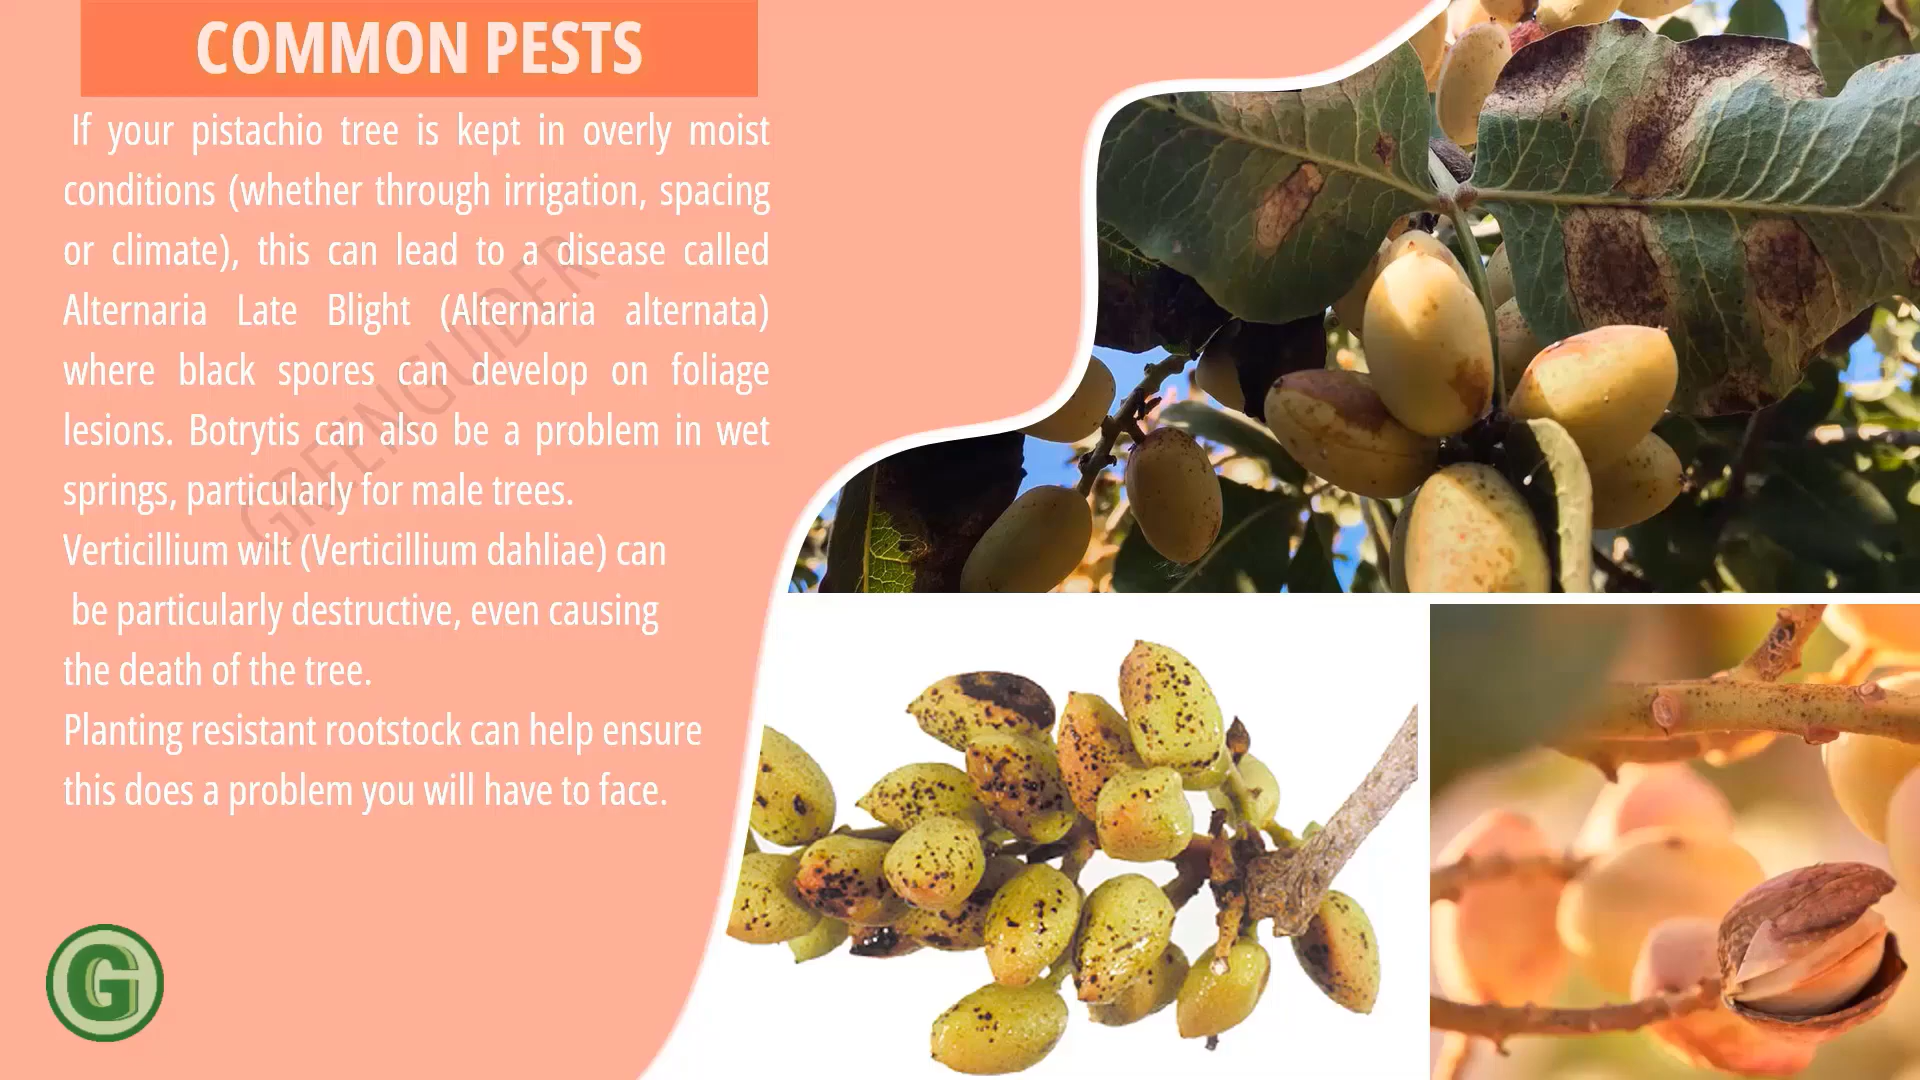 COMMON PESTS
If your pistachio tree is kept in overly moist
conditions (whether through irrigation, spacing
or climate), this can lead to a disease called
Alternaria Late Blight (Alternaria alternata)
where black spores can develop on foliage
lesions. Botrytis can also be a problem in wet
springs, particularly for male trees.
Verticillium wilt (Verticillium dahliae) can
be particularly destructive, even causing
the death of the tree.
Planting resistant rootstock can help ensure
this does a problem you will have to face.
GREENGUIDER
G